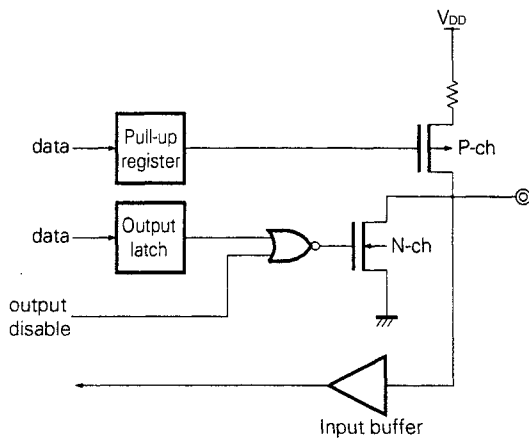 VDD
data
Pull-up
register
P-ch
data
Output
latch
N-ch
output
disable
Input buffer